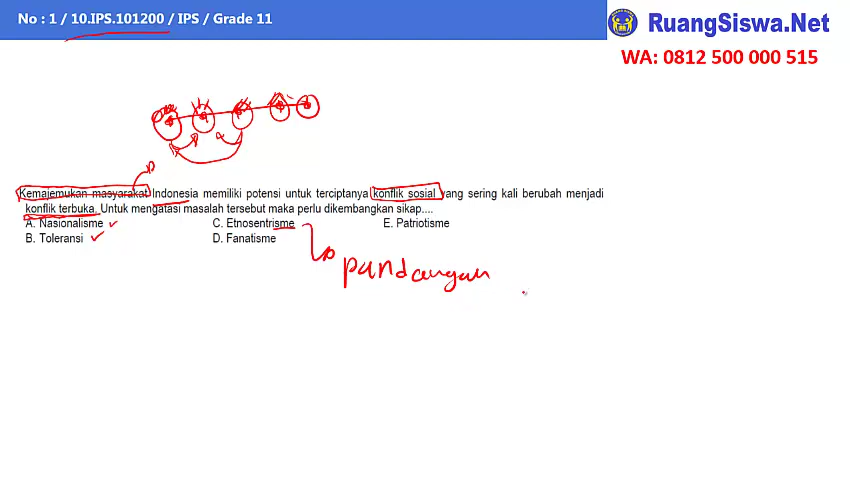 No : 1 / 10.IPS.101200 / IPS / Grade 11
RuangSiswa.Net
WA: 0812 500 000 515
Kemajemukan masyarakat Indonesia memiliki potensi untuk terciptanya konflik sosial yang sering kali berubah menjadi
konflik terbuka. Untuk mengatasi masalah tersebut maka perlu dikembangkan sikap....
A. Nasionalisme C. Etnosentrisme E. Patriotisme
B. Toleransi D. Fanatisme
pandangan